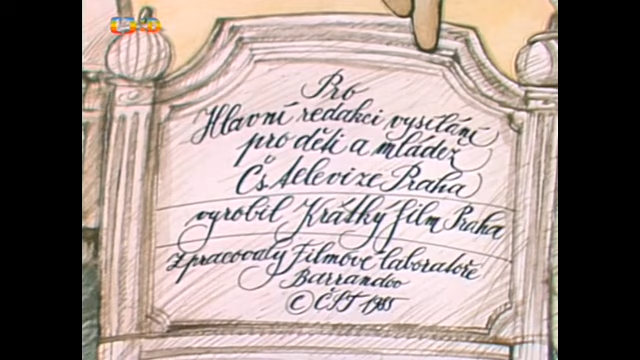 Pro
Hlavní redakci vysílání
pro děti a mládež
Čs televize Praha
vyrobil Krátký film Praha
zpracovaly Filmové laboratoře
Barrandov
© ČST 1985